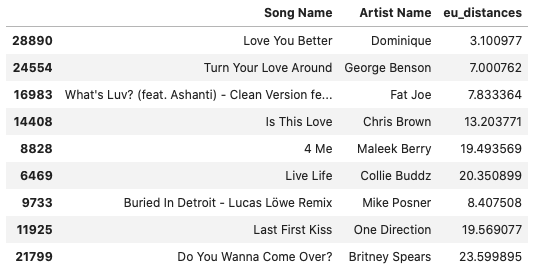 Song Name Artist Name eu_distances
28890 Love You Better Dominique 3.100977
24554 Turn Your Love Around George Benson 7.000762
16983 What's Luv? (feat. Ashanti) - Clean Version fe... Fat Joe 7.833364
14408 Is This Love Chris Brown 13.203771
8828 4 Me Maleek Berry 19.493569
6469 Live Life Collie Buddz 20.350899
9733 Buried In Detroit - Lucas Löwe Remix Mike Posner 8.407508
11925 Last First Kiss One Direction 19.569077
21799 Do You Wanna Come Over? Britney Spears 23.599895